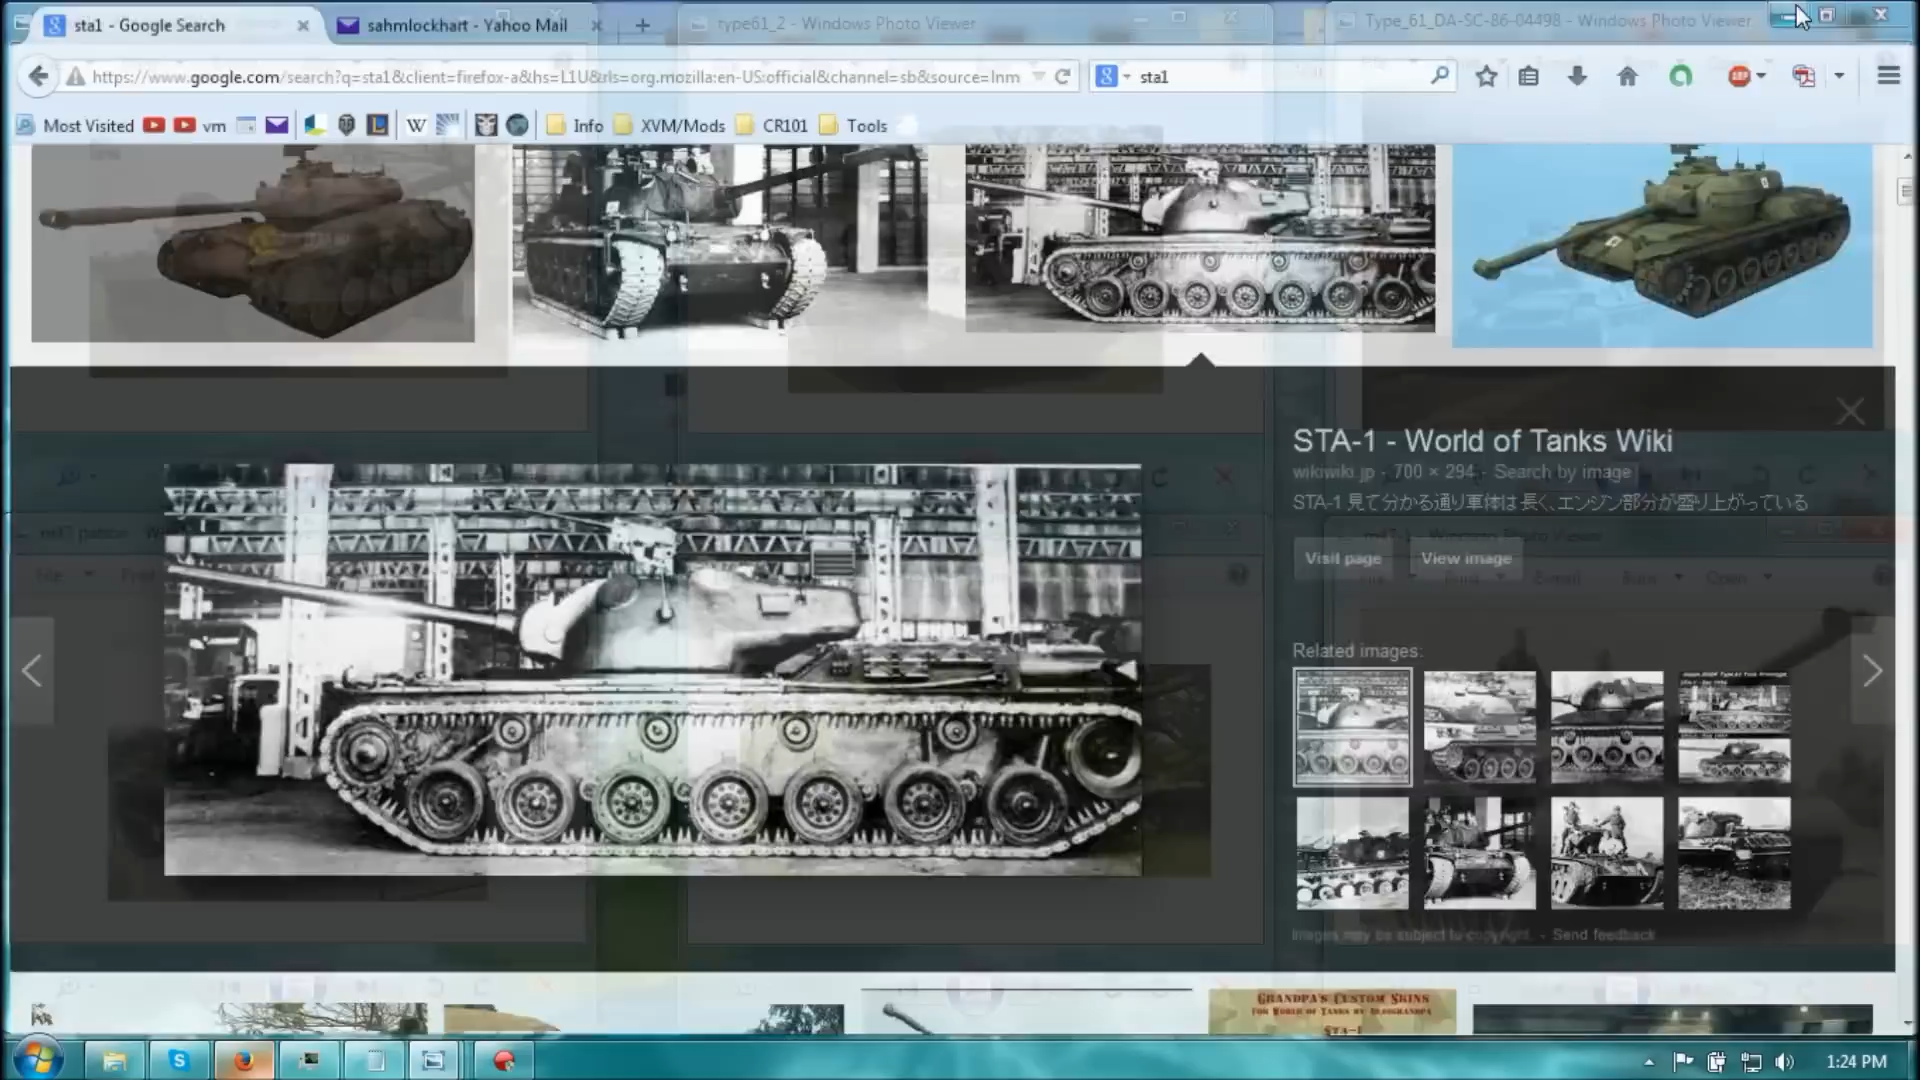 sta1 - Google Search
sahmlockhart - Yahoo Mail
type61_2 - Windows Photo Viewer
Type_61_DA-SC-86-04498 - Windows Photo Viewer
https://www.google.com/search?q=sta1&client=firefox-a&hs=L1U&rls=org.mozilla:en-US:official&channel=sb&source=lnm
sta1
Most Visited
vm
W
Info
XVM/Mods
CR101
Tools
STA-1 - World of Tanks Wiki
wikiwiki.jp - 700 × 294 - Search by image
STA-1 見て分かる通り車体は長く、エンジン部分が盛り上がっている
Visit page
View image
Related images:
Images may be subject to copyright. - Send feedback
GRANDPA'S CUSTOM SKINS
STA-1
1:24 PM